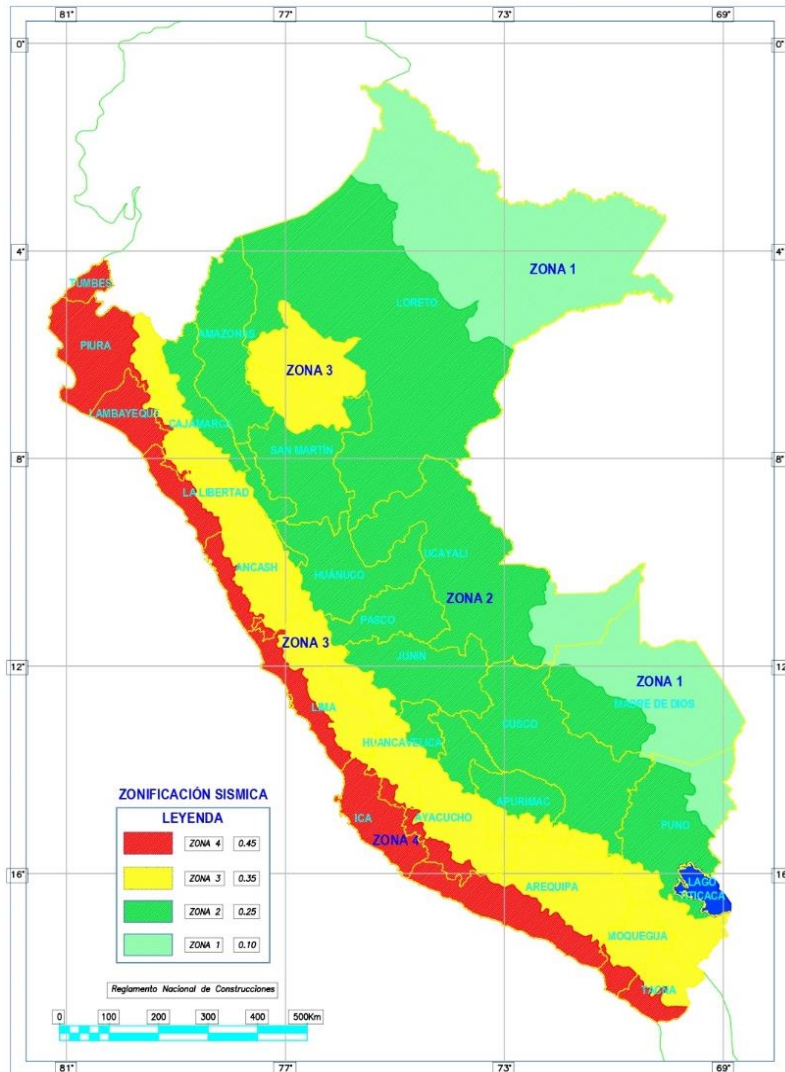 81° 77° 73° 69°
0° 0°
ZONA 1
4° 4°
TUMBES
LORETO
AMAZONAS
PIURA
ZONA 3
LAMBAYEQUE
CAJAMARCA
SAN MARTIN
8° 8°
LA LIBERTAD
UCAYALI
ANCASH
HUANUCO
ZONA 2
PASCO
ZONA 3
JUNIN
12° 12°
ZONA 1
MADRE DE DIOS
LIMA
CUSCO
HUANCAVELICA
ZONIFICACIÓN SISMICA
LEYENDA
ZONA 4 0.45
ZONA 3 0.35
ZONA 2 0.25
ZONA 1 0.10
APURIMAC
ICA
AYACUCHO
PUNO
ZONA 4
16° 16°
LAGO
TITICACA
AREQUIPA
MOQUEGUA
TACNA
Reglamento Nacional de Construcciones
0 100 200 300 400 500Km
81° 77° 73° 69°